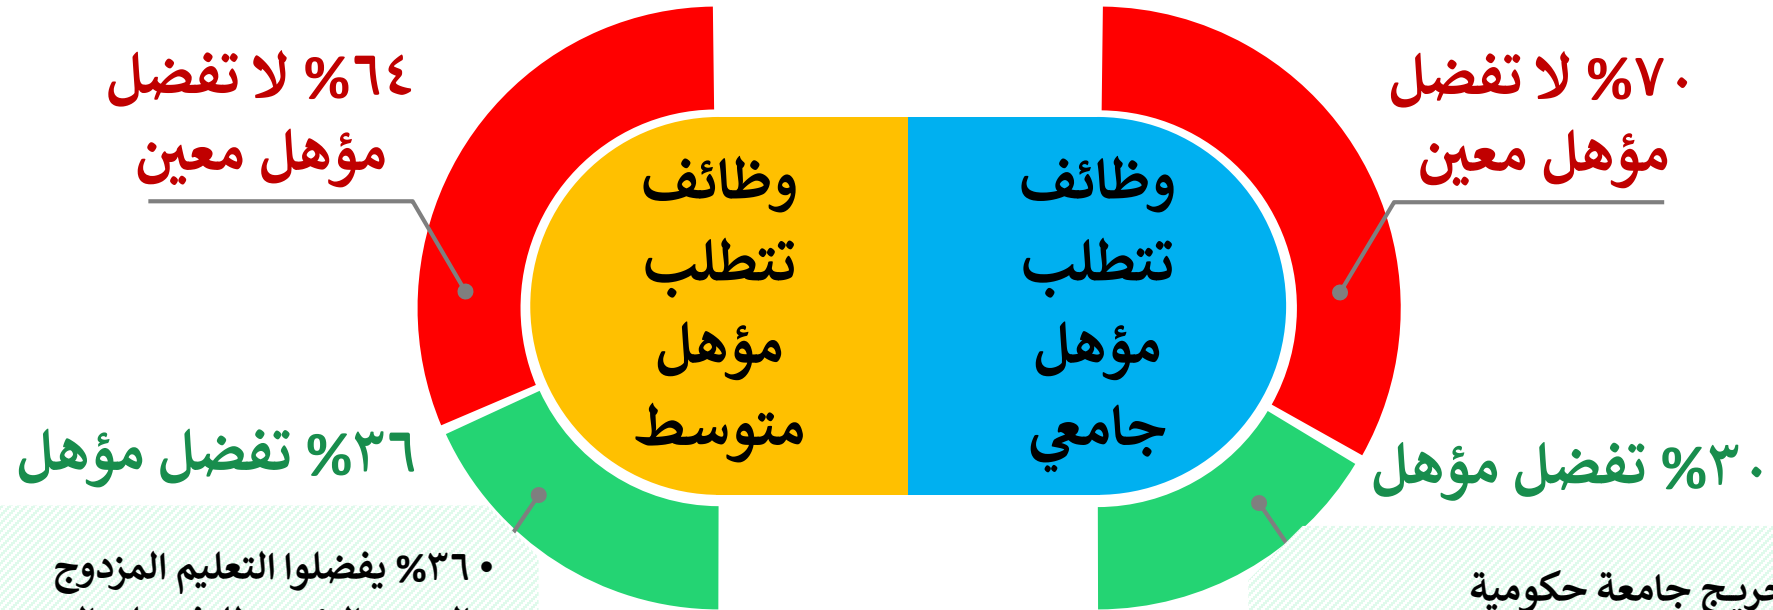 ٧٠% لا تفضل
مؤهل معين
وظائف
تتطلب
مؤهل
جامعي
٣٠% تفضل مؤهل
جامعة حكومية
٦٤% لا تفضل
مؤهل معين
وظائف
تتطلب
مؤهل
متوسط
٣٦% تفضل مؤهل
• ٣٦% يفضلوا التعليم المزدوج